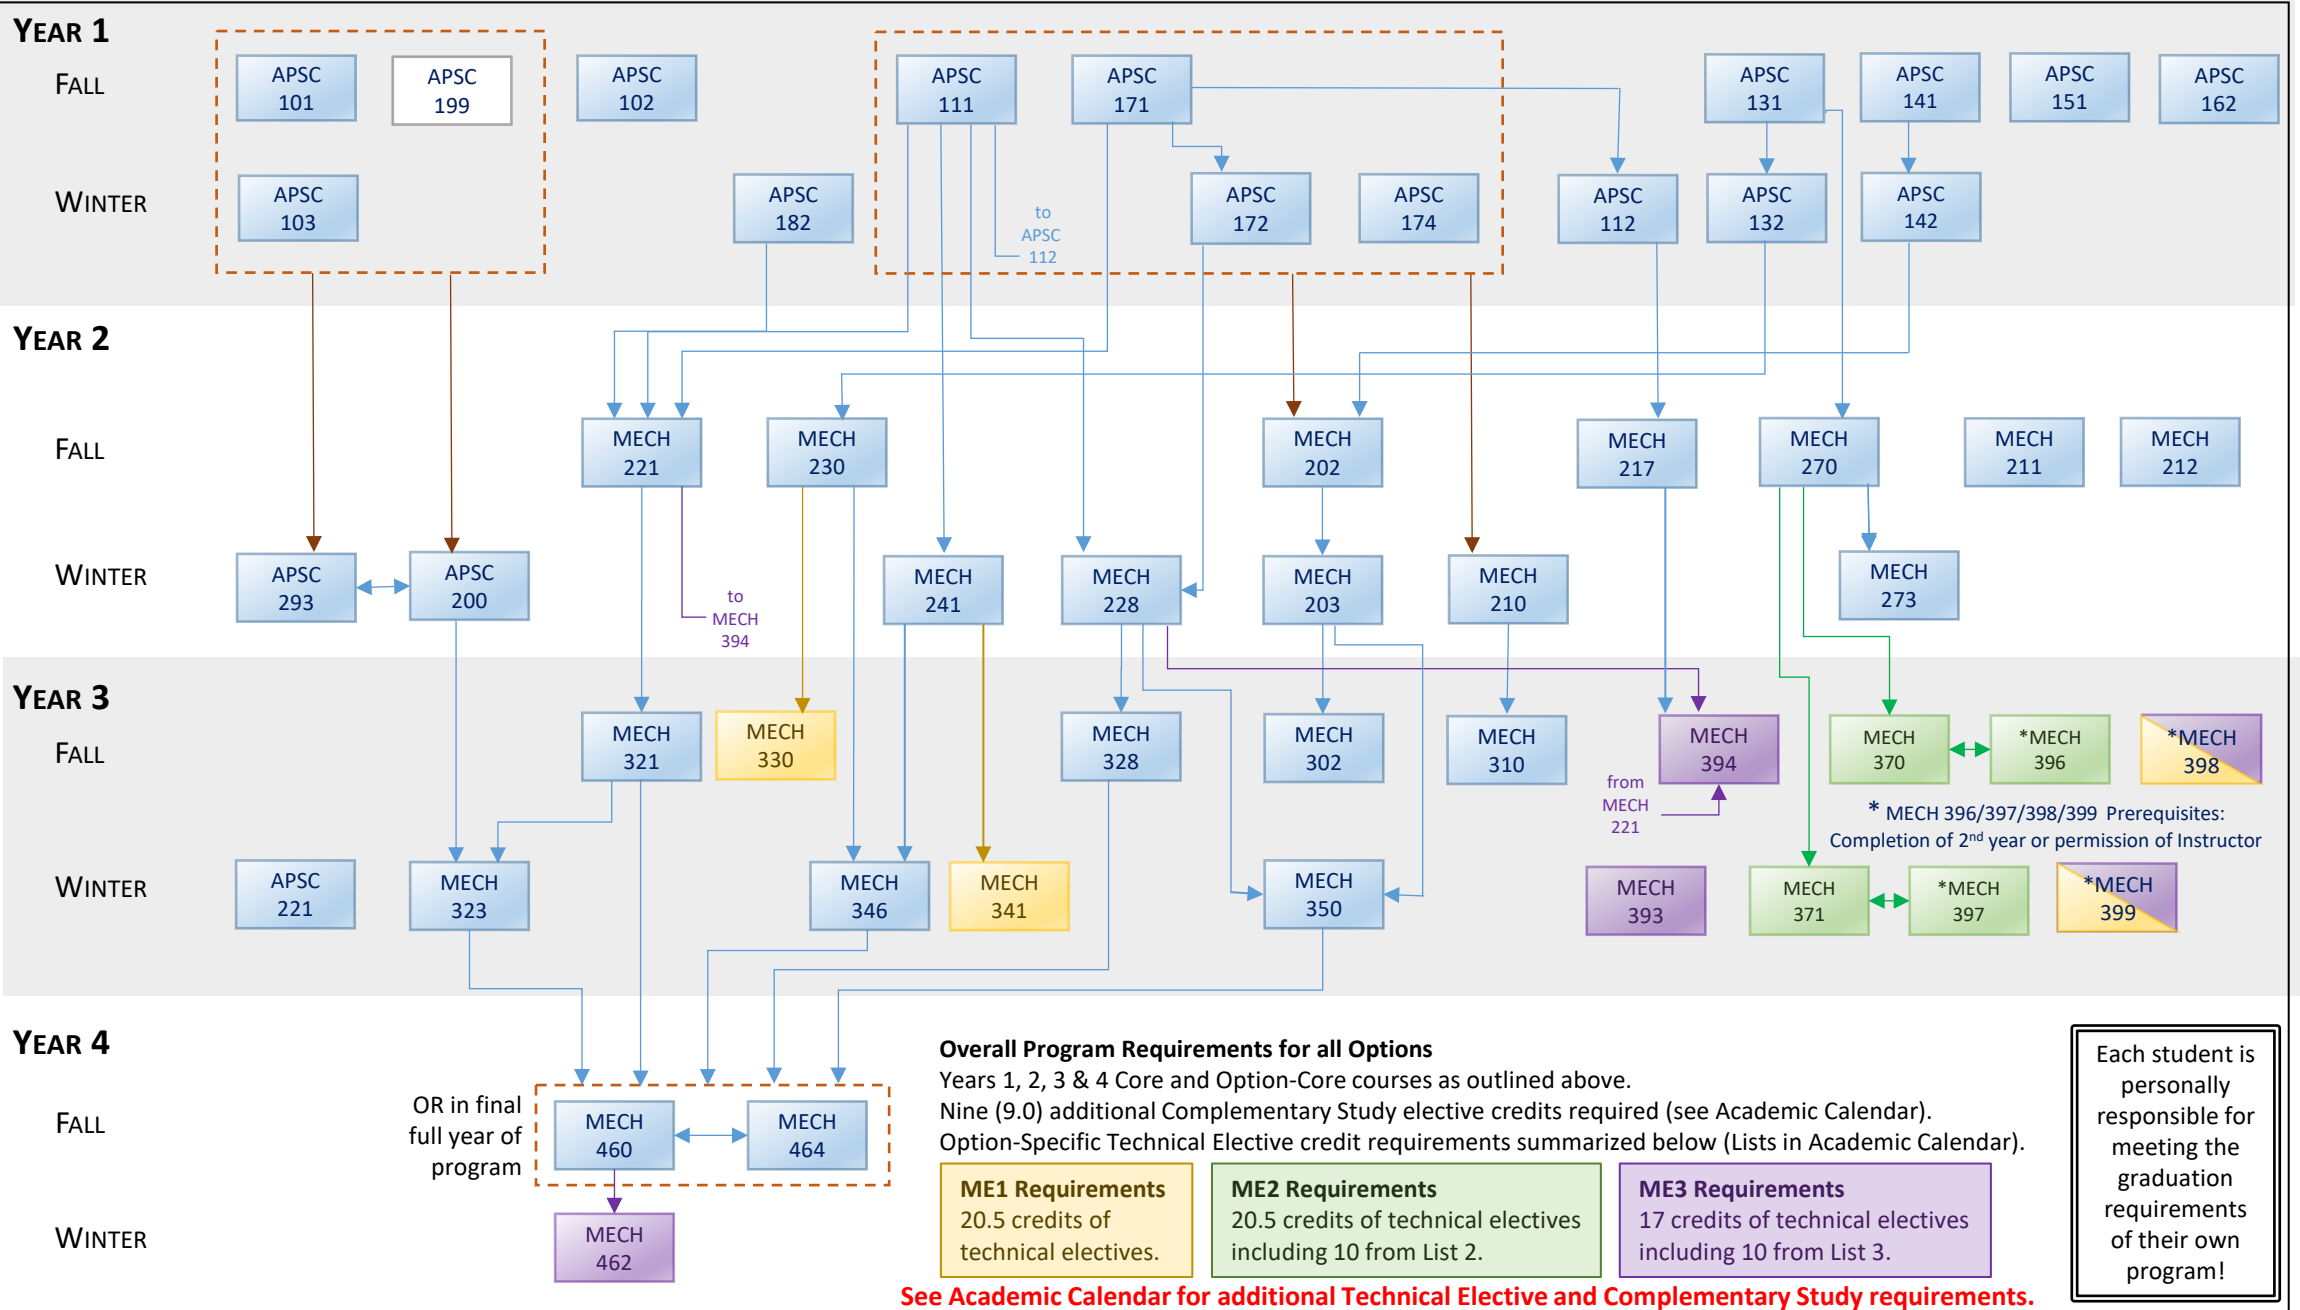 YEAR 1
FALL
APSC
101
APSC
199
APSC
102
APSC
111
APSC
171
APSC
131
APSC
141
APSC
151
APSC
162
WINTER
APSC
103
APSC
182
to
APSC
112
APSC
172
APSC
174
APSC
112
APSC
132
APSC
142
YEAR 2
FALL
MECH
221
MECH
230
MECH
202
MECH
217
MECH
270
MECH
211
MECH
212
WINTER
APSC
293
APSC
200
to
MECH
394
MECH
241
MECH
228
MECH
203
MECH
210
MECH
273
YEAR 3
FALL
MECH
321
MECH
330
MECH
328
MECH
302
MECH
310
from
MECH
221
MECH
394
MECH
370
*MECH
396
*MECH
398
* MECH 396/397/398/399 Prerequisites:
Completion of 2nd year or permission of Instructor
WINTER
APSC
221
MECH
323
MECH
346
MECH
341
MECH
350
MECH
393
MECH
371
*MECH
397
*MECH
399
YEAR 4
FALL
OR in final
full year of
program
MECH
460
MECH
464
WINTER
MECH
462
Overall Program Requirements for all Options
Years 1, 2, 3 & 4 Core and Option-Core courses as outlined above.
Nine (9.0) additional Complementary Study elective credits required (see Academic Calendar).
Option-Specific Technical Elective credit requirements summarized below (Lists in Academic Calendar).
ME1 Requirements
20.5 credits of
technical electives.
ME2 Requirements
20.5 credits of technical electives
including 10 from List 2.
ME3 Requirements
17 credits of technical electives
including 10 from List 3.
See Academic Calendar for additional Technical Elective and Complementary Study requirements.
Each student is
personally
responsible for
meeting the
graduation
requirements
of their own
program!